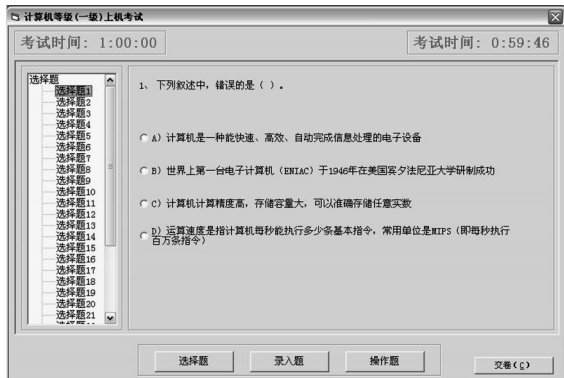 计算机等级(一级)上机考试
考试时间: 1:00:00
考试时间: 0:59:46
选择题
选择题1
选择题2
选择题3
选择题4
选择题5
选择题6
选择题7
选择题8
选择题9
选择题10
选择题11
选择题12
选择题13
选择题14
选择题15
选择题16
选择题17
选择题18
选择题19
选择题20
选择题21
1、下列叙述中，错误的是（ ）.
A）计算机是一种能快速、高效、自动完成信息处理的电子设备
B）世界上第一台电子计算机（ENIAC）于1946年在美国宾夕法尼亚大学研制成功
C）计算机计算精度高，存储容量大，可以准确存储任意实数
D）运算速度是指计算机每秒能执行多少条基本指令，常用单位是MIPS（即每秒执行
百万条指令）
选择题
录入题
操作题
交卷(C)